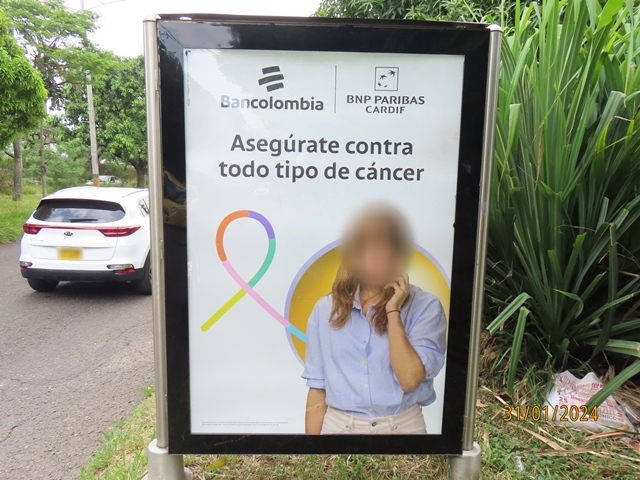 Bancolombia
BNP PARIBAS
CARDIF
Asegúrate contra
todo tipo de cáncer
31/01/2024